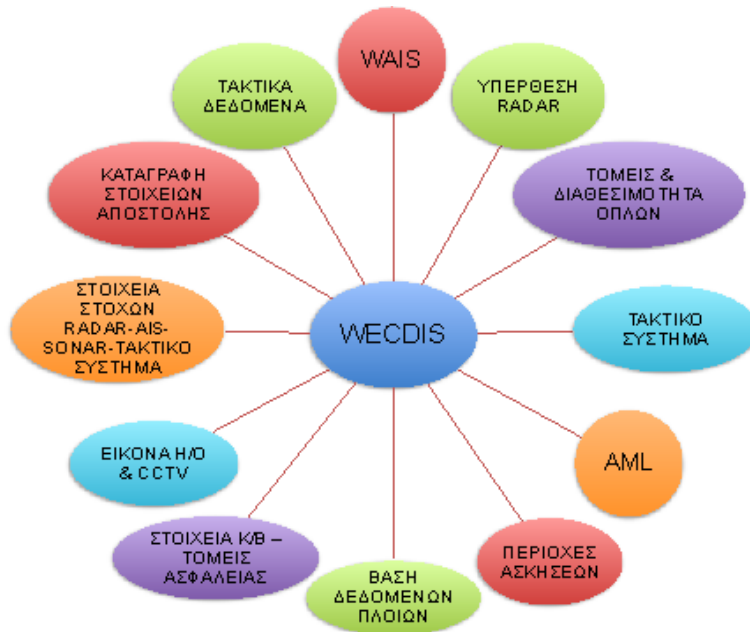 WAIS
ΤΑΚΤΙΚΑ
ΔΕΔΟΜΕΝΑ
ΥΠΕΡΘΕΣΗ
RADAR
ΚΑΤΑΓΡΑΦΗ
ΣΤΟΙΧΕΙΩΝ
ΑΠΟΣΤΟΛΗΣ
ΤΟΜΕΙΣ &
ΔΙΑΘΕΣΙΜΟΤΗΤΑ
ΟΠΛΩΝ
ΣΤΟΙΧΕΙΑ
ΣΤΟΧΩΝ
RADAR-AIS-
SONAR-ΤΑΚΤΙΚΟ
ΣΥΣΤΗΜΑ
WECDIS
ΤΑΚΤΙΚΟ
ΣΥΣΤΗΜΑ
ΕΙΚΟΝΑ Η/Ο
& CCTV
AML
ΣΤΟΙΧΕΙΑ Κ/Β –
ΤΟΜΕΙΣ
ΑΣΦΑΛΕΙΑΣ
ΒΑΣΗ
ΔΕΔΟΜΕΝΩΝ
ΠΛΟΙΩΝ
ΠΕΡΙΟΧΕΣ
ΑΣΚΗΣΕΩΝ